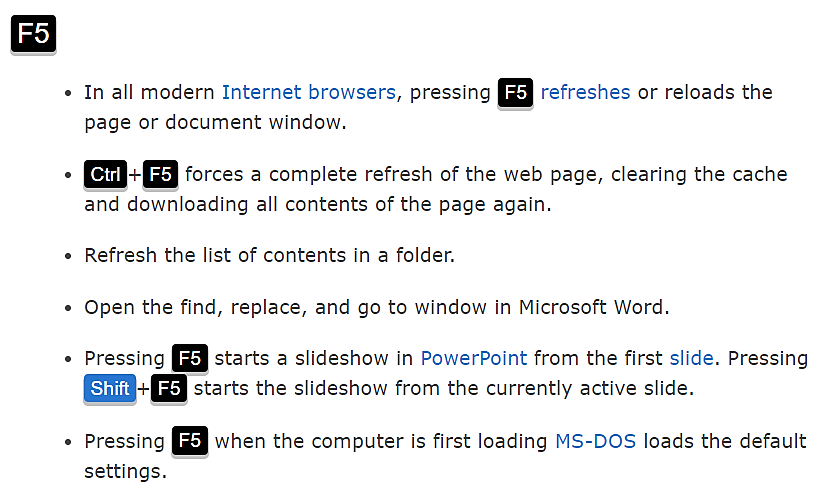 F5
In all modern Internet browsers, pressing F5 refreshes or reloads the
page or document window.
Ctrl+F5 forces a complete refresh of the web page, clearing the cache
and downloading all contents of the page again.
Refresh the list of contents in a folder.
Open the find, replace, and go to window in Microsoft Word.
Pressing F5 starts a slideshow in PowerPoint from the first slide. Pressing
Shift+F5 starts the slideshow from the currently active slide.
Pressing F5 when the computer is first loading MS-DOS loads the default
settings.